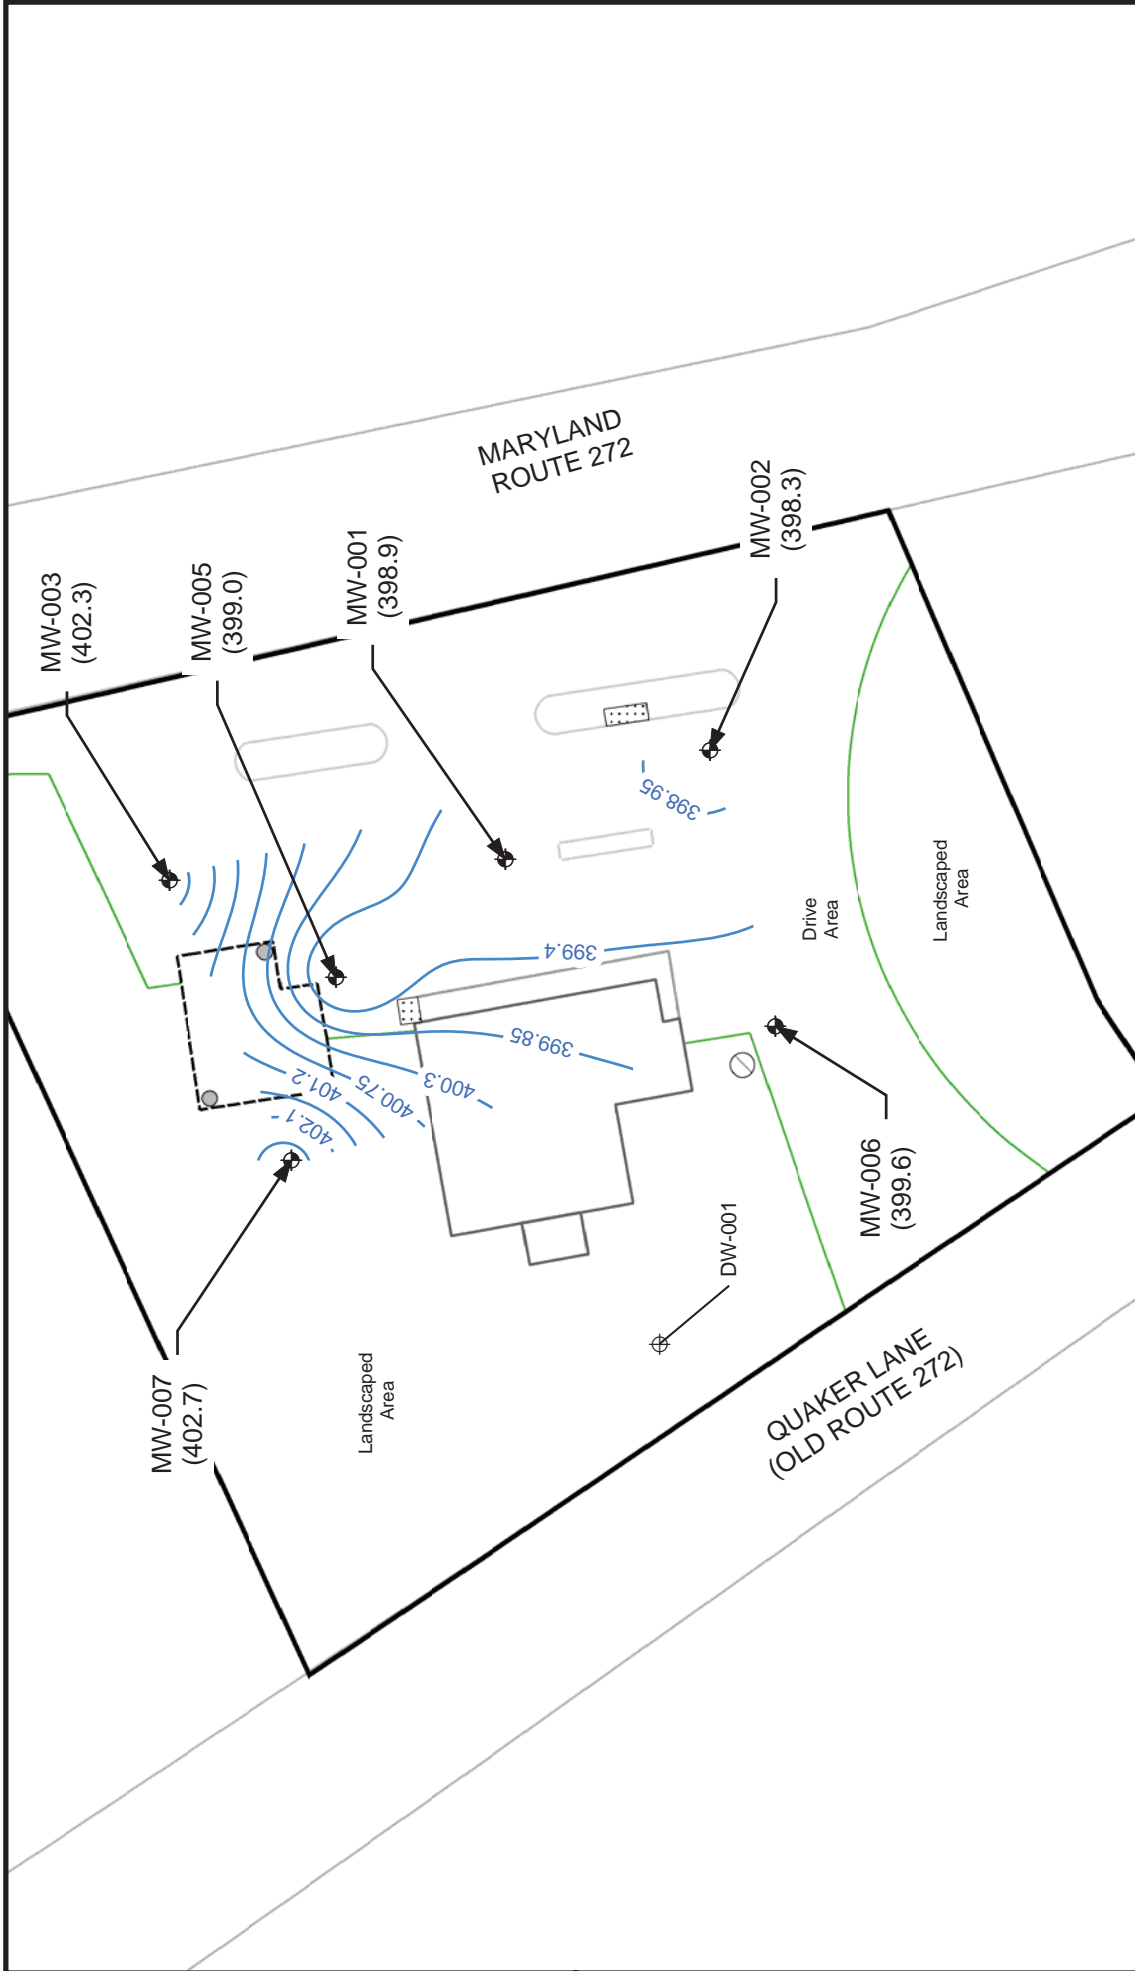 MW-003
(402.3)
MW-005
(399.0)
MW-001
(398.9)
MARYLAND
ROUTE 272
MW-002
(398.3)
398.95
399.4
399.85
400.3
400.75
401.2
402.1
Drive
Area
Landscaped
Area
MW-006
(399.6)
DW-001
MW-007
(402.7)
Landscaped
Area
QUAKER LANE
(OLD ROUTE 272)